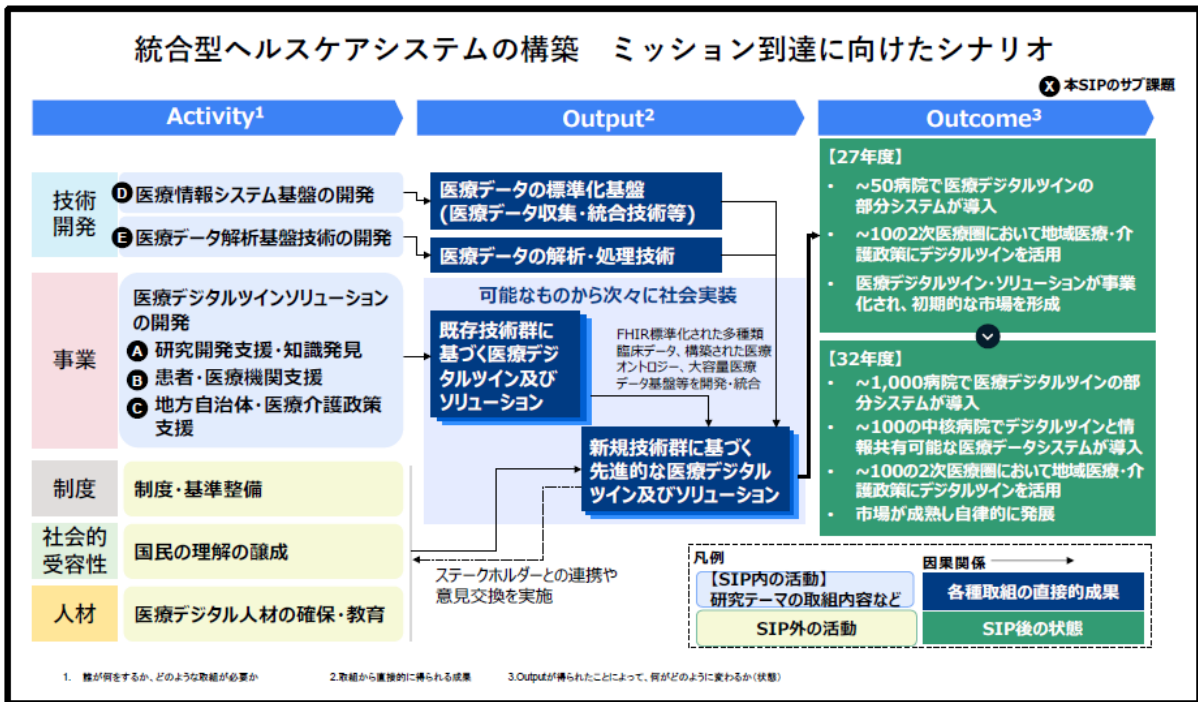 統合型ヘルスケアシステムの構築　ミッション到達に向けたシナリオ
X 本SIPのサブ課題
Activity1
Output2
Outcome3
技術
開発
D 医療情報システム基盤の開発
E 医療データ解析基盤技術の開発
医療データの標準化基盤
(医療データ収集・統合技術等)
医療データの解析・処理技術
事業
医療デジタルツインソリューション
の開発
A 研究開発支援・知識発見
B 患者・医療機関支援
C 地方自治体・医療介護政策
支援
可能なものから次々に社会実装
既存技術群に
基づく医療デジ
タルツイン及び
ソリューション
FHIR標準化された多種類
臨床データ、構築された医療
オントロジー、大容量医療
データ基盤等を開発・統合
新規技術群に基づく
先進的な医療デジタル
ツイン及びソリューション
制度
制度・基準整備
社会的
受容性
国民の理解の醸成
人材
医療デジタル人材の確保・教育
ステークホルダーとの連携や
意見交換を実施
【27年度】
・ ~50病院で医療デジタルツインの
部分システムが導入
・ ~10の2次医療圏において地域医療・介
護政策にデジタルツインを活用
・ 医療デジタルツイン・ソリューションが事業
化され、初期的な市場を形成
【32年度】
・ ~1,000病院で医療デジタルツインの部
分システムが導入
・ ~100の中核病院でデジタルツインと情
報共有可能な医療データシステムが導入
・ ~100の2次医療圏において地域医療・介
護政策にデジタルツインを活用
・ 市場が成熟し自律的に発展
凡例
因果関係
【SIP内の活動】
研究テーマの取組内容など
各種取組の直接的成果
SIP外の活動
SIP後の状態
1. 誰が何をするか、どのような取組が必要か
2.取組から直接的に得られる成果
3.Outputが得られたことによって、何がどのように変わるか(状態)